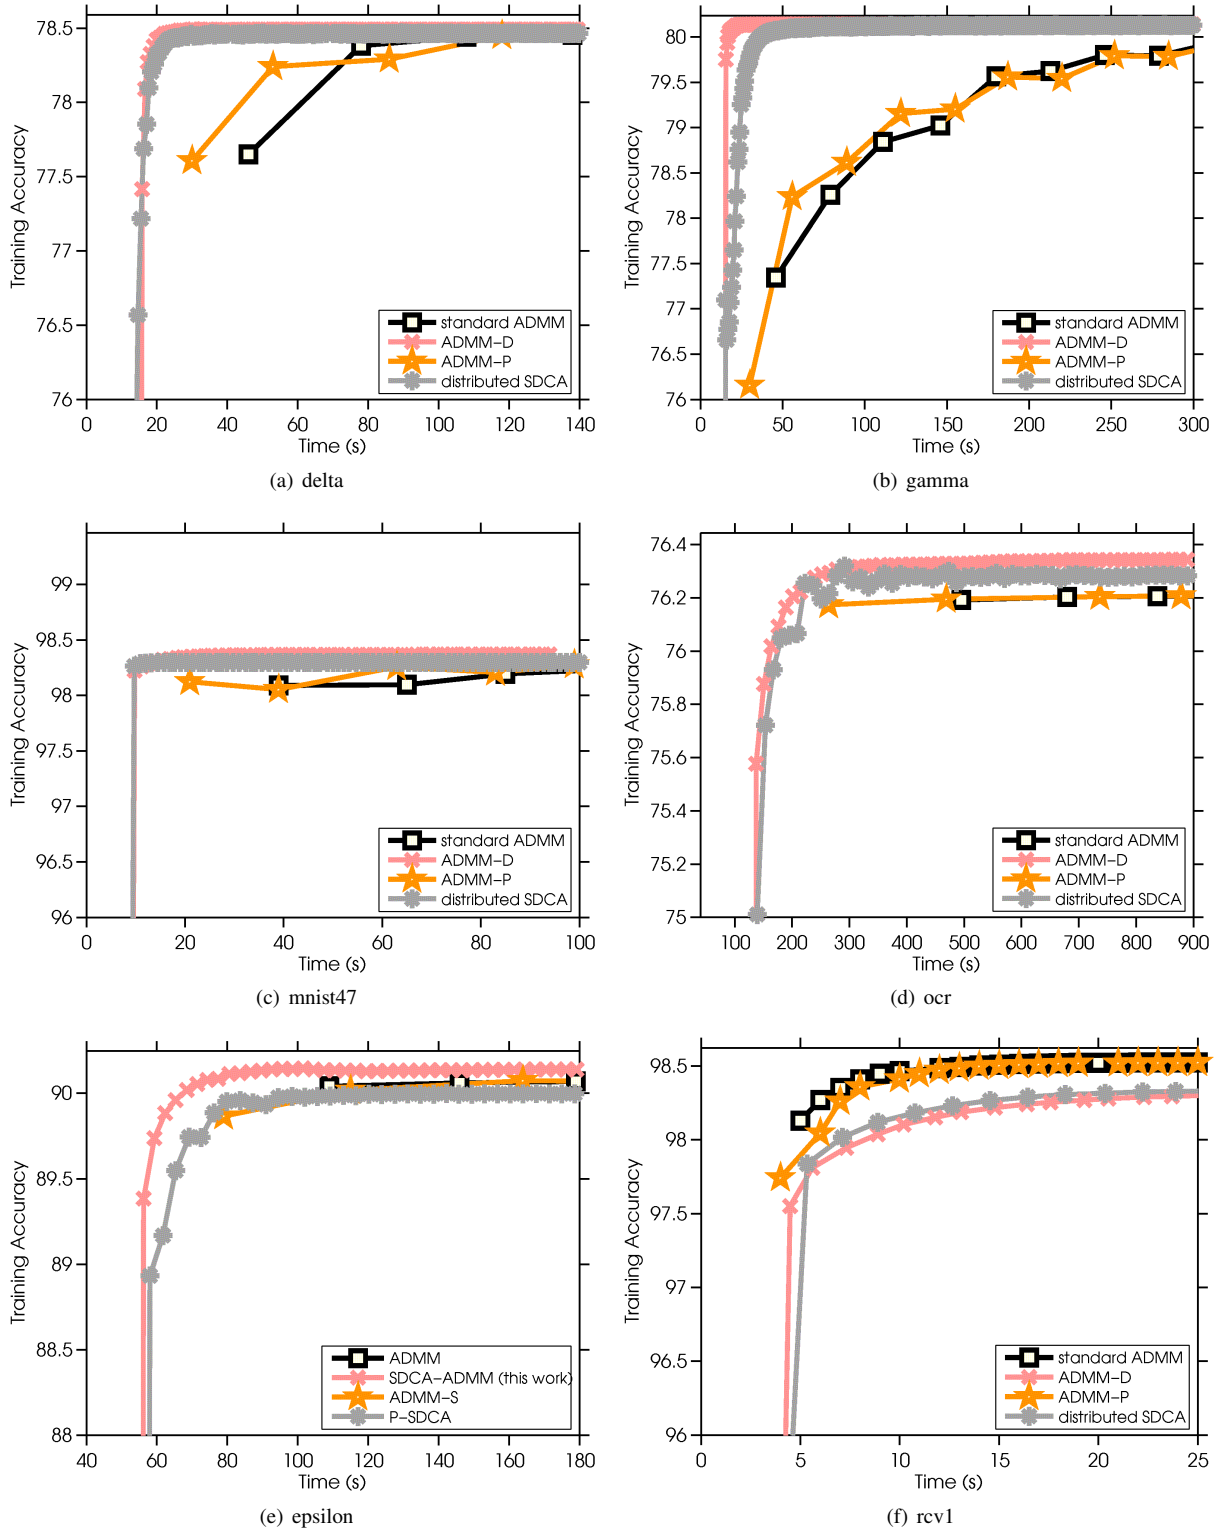 78.5
78
77.5
77
76.5
76
Training Accuracy
0 20 40 60 80 100 120 140
Time (s)
standard ADMM
ADMM-D
ADMM-P
distributed SDCA
(a) delta
80
79.5
79
78.5
78
77.5
77
76.5
76
Training Accuracy
0 50 100 150 200 250 300
Time (s)
standard ADMM
ADMM-D
ADMM-P
distributed SDCA
(b) gamma
99
98.5
98
97.5
97
96.5
96
Training Accuracy
0 20 40 60 80 100
Time (s)
standard ADMM
ADMM-D
ADMM-P
distributed SDCA
(c) mnist47
76.4
76.2
76
75.8
75.6
75.4
75.2
75
Training Accuracy
100 200 300 400 500 600 700 800 900
Time (s)
standard ADMM
ADMM-D
ADMM-P
distributed SDCA
(d) ocr
90
89.5
89
88.5
88
Training Accuracy
40 60 80 100 120 140 160 180
Time (s)
ADMM
SDCA-ADMM (this work)
ADMM-S
P-SDCA
(e) epsilon
98.5
98
97.5
97
96.5
96
Training Accuracy
0 5 10 15 20 25
Time (s)
standard ADMM
ADMM-D
ADMM-P
distributed SDCA
(f) rcv1